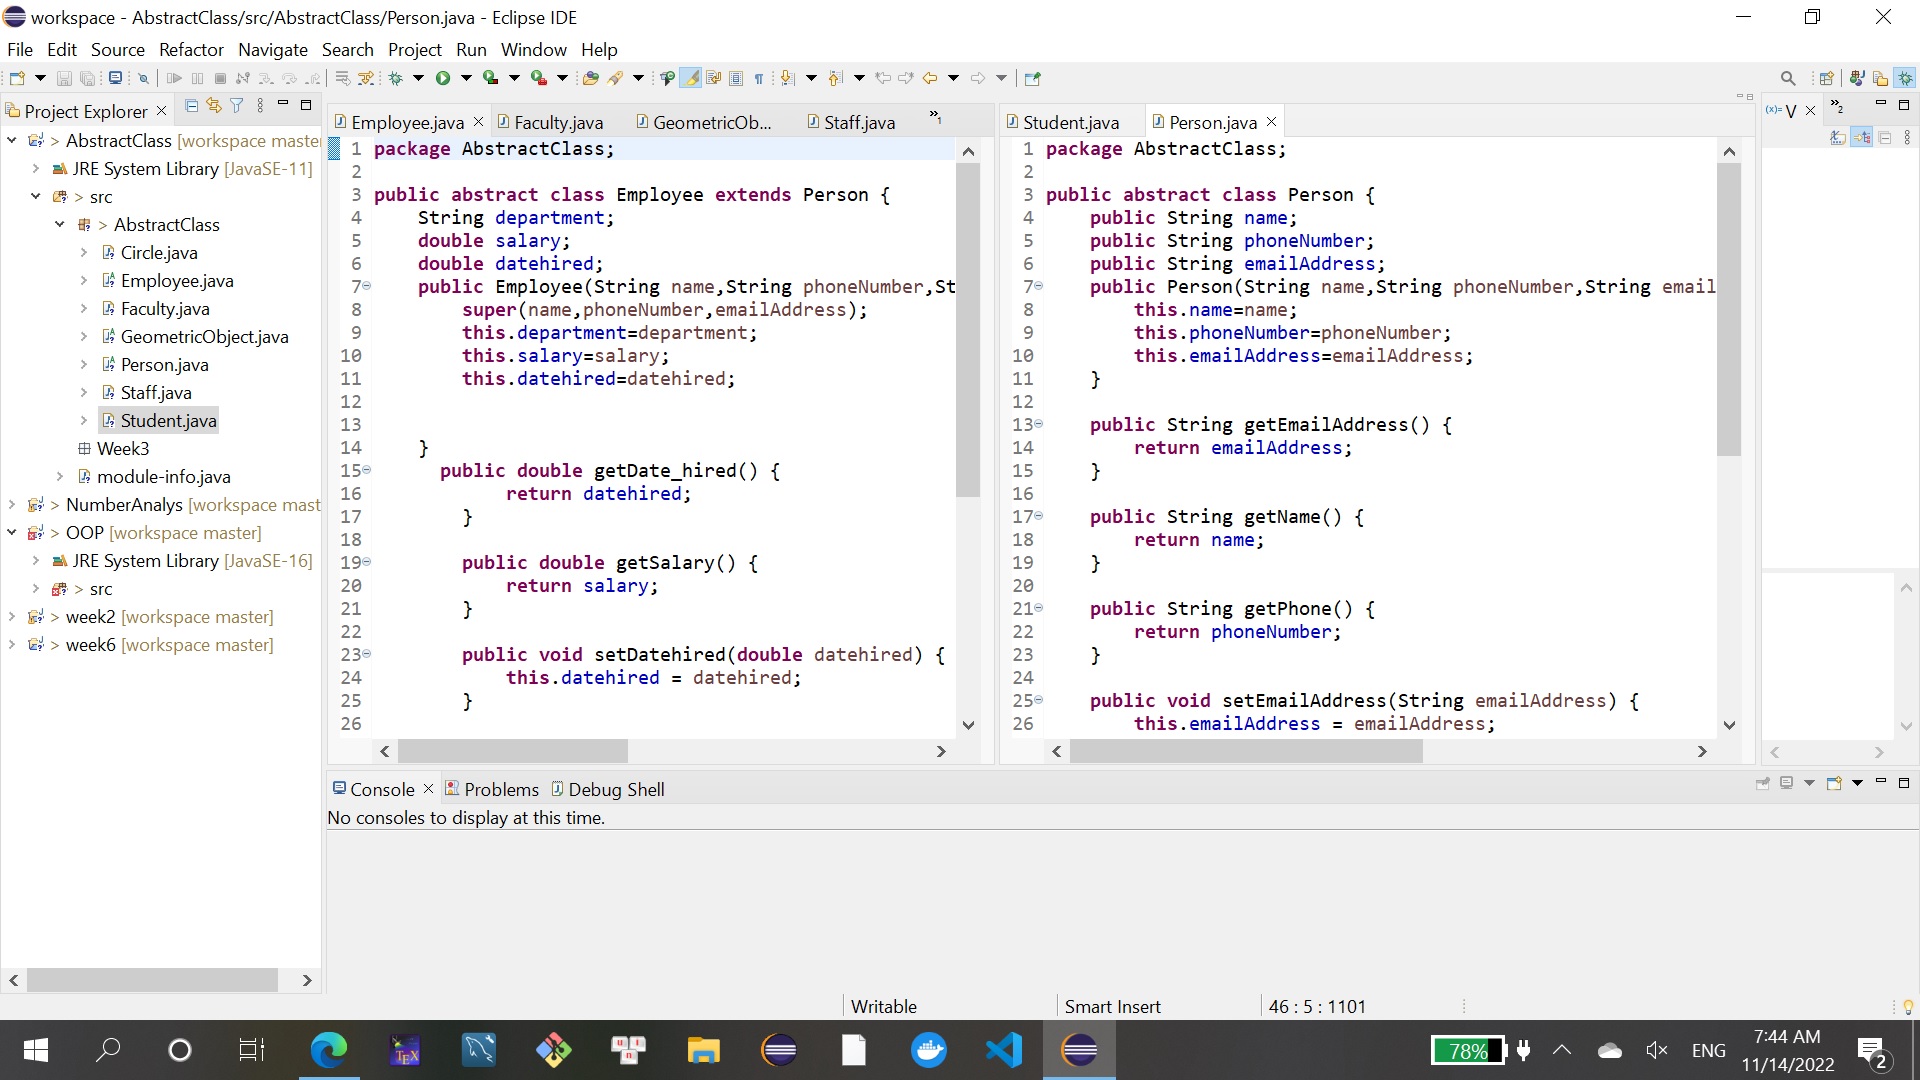 workspace - AbstractClass/src/AbstractClass/Person.java - Eclipse IDE
File Edit Source Refactor Navigate Search Project Run Window Help
Project Explorer
> AbstractClass [workspace master
JRE System Library [JavaSE-11]
> src
> AbstractClass
Circle.java
Employee.java
Faculty.java
GeometricObject.java
Person.java
Staff.java
Student.java
Week3
module-info.java
> NumberAnalys [workspace mast
> OOP [workspace master]
JRE System Library [JavaSE-16]
> src
> week2 [workspace master]
> week6 [workspace master]
Employee.java Faculty.java GeometricOb... Staff.java »1
1 package AbstractClass;
2
3 public abstract class Employee extends Person {
4 String department;
5 double salary;
6 double datehired;
7 public Employee(String name,String phoneNumber,St
8 super(name,phoneNumber,emailAddress);
9 this.department=department;
10 this.salary=salary;
11 this.datehired=datehired;
12
13
14 }
15 public double getDate_hired() {
16 return datehired;
17 }
18
19 public double getSalary() {
20 return salary;
21 }
22
23 public void setDatehired(double datehired) {
24 this.datehired = datehired;
25 }
26
Student.java Person.java
1 package AbstractClass;
2
3 public abstract class Person {
4 public String name;
5 public String phoneNumber;
6 public String emailAddress;
7 public Person(String name,String phoneNumber,String email
8 this.name=name;
9 this.phoneNumber=phoneNumber;
10 this.emailAddress=emailAddress;
11 }
12
13 public String getEmailAddress() {
14 return emailAddress;
15 }
16
17 public String getName() {
18 return name;
19 }
20
21 public String getPhone() {
22 return phoneNumber;
23 }
24
25 public void setEmailAddress(String emailAddress) {
26 this.emailAddress = emailAddress;
(x)= V »2
Console Problems Debug Shell
No consoles to display at this time.
Writable Smart Insert 46 : 5 : 1101
TEX
u i n
78%
ENG
7:44 AM
11/14/2022
2